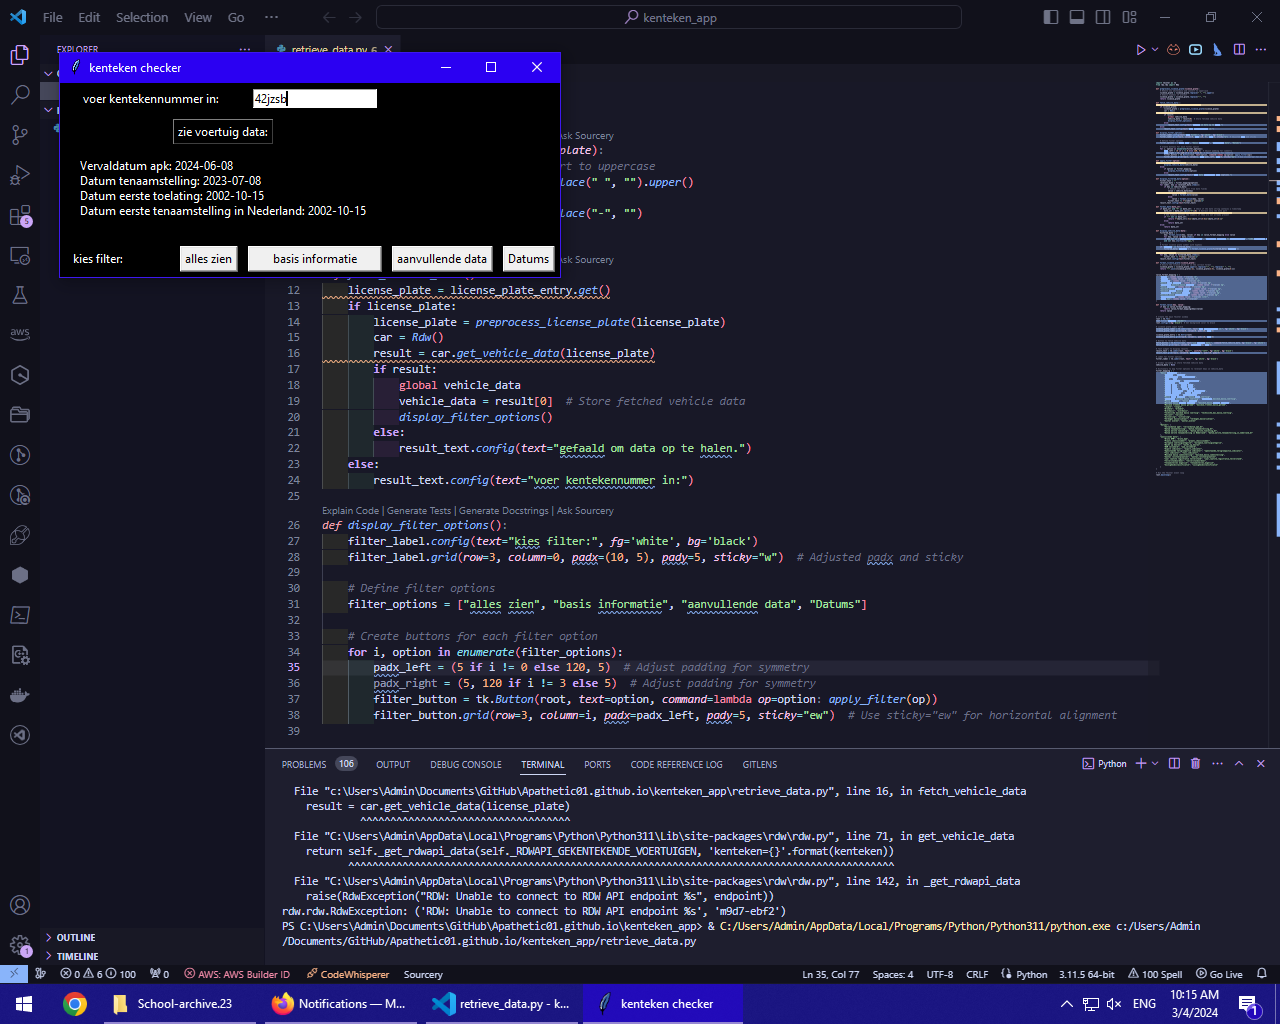 File Edit Selection View Go ··· kenteken_app
EXPLORER ···
retrieve_data.py 6
kenteken checker
voer kentekennummer in: 42jzsb
zie voertuig data:
Vervaldatum apk: 2024-06-08
Datum tenaamstelling: 2023-07-08
Datum eerste toelating: 2002-10-15
Datum eerste tenaamstelling in Nederland: 2002-10-15
kies filter: alles zien basis informatie aanvullende data Datums
Ask Sourcery
plate):
rt to uppercase
lace(" ", "").upper()
lace("-", "")
Ask Sourcery
12 license_plate = license_plate_entry.get()
13 if license_plate:
14 license_plate = preprocess_license_plate(license_plate)
15 car = Rdw()
16 result = car.get_vehicle_data(license_plate)
17 if result:
18 global vehicle_data
19 vehicle_data = result[0] # Store fetched vehicle data
20 display_filter_options()
21 else:
22 result_text.config(text="gefaald om data op te halen.")
23 else:
24 result_text.config(text="voer kentekennummer in:")
25
Explain Code | Generate Tests | Generate Docstrings | Ask Sourcery
26 def display_filter_options():
27 filter_label.config(text="kies filter:", fg='white', bg='black')
28 filter_label.grid(row=3, column=0, padx=(10, 5), pady=5, sticky="w") # Adjusted padx and sticky
29
30 # Define filter options
31 filter_options = ["alles zien", "basis informatie", "aanvullende data", "Datums"]
32
33 # Create buttons for each filter option
34 for i, option in enumerate(filter_options):
35 padx_left = (5 if i != 0 else 120, 5) # Adjust padding for symmetry
36 padx_right = (5, 120 if i != 3 else 5) # Adjust padding for symmetry
37 filter_button = tk.Button(root, text=option, command=lambda op=option: apply_filter(op))
38 filter_button.grid(row=3, column=i, padx=padx_left, pady=5, sticky="ew") # Use sticky="ew" for horizontal alignment
39
PROBLEMS 106 OUTPUT DEBUG CONSOLE TERMINAL PORTS CODE REFERENCE LOG GITLENS Python
File "c:\Users\Admin\Documents\GitHub\Apathetic01.github.io\kenteken_app\retrieve_data.py", line 16, in fetch_vehicle_data
result = car.get_vehicle_data(license_plate)
^^^^^^^^^^^^^^^^^^^^^^^^^^^^^^^^^^^
File "C:\Users\Admin\AppData\Local\Programs\Python\Python311\Lib\site-packages\rdw\rdw.py", line 71, in get_vehicle_data
return self._get_rdwapi_data(self._RDWAPI_GEKENTEKENDE_VOERTUIGEN, 'kenteken={}'.format(kenteken))
^^^^^^^^^^^^^^^^^^^^^^^^^^^^^^^^^^^^^^^^^^^^^^^^^^^^^^^^^^^^^^^^^^^^^^^^^^^^^^^^^^^^^^^^^^^
File "C:\Users\Admin\AppData\Local\Programs\Python\Python311\Lib\site-packages\rdw\rdw.py", line 142, in _get_rdwapi_data
raise(RdwException("RDW: Unable to connect to RDW API endpoint %s", endpoint))
rdw.rdw.RdwException: ('RDW: Unable to connect to RDW API endpoint %s', 'm9d7-ebf2')
PS C:\Users\Admin\Documents\GitHub\Apathetic01.github.io\kenteken_app> & C:/Users/Admin/AppData/Local/Programs/Python/Python311/python.exe c:/Users/Admin
/Documents/GitHub/Apathetic01.github.io/kenteken_app/retrieve_data.py
OUTLINE
TIMELINE
0 6 100 0 AWS: AWS Builder ID CodeWhisperer Sourcery Ln 35, Col 77 Spaces: 4 UTF-8 CRLF Python 3.11.5 64-bit 100 Spell Go Live
School-archive.23 Notifications — M... retrieve_data.py - k... kenteken checker ENG 10:15 AM
3/4/2024
aws
5
1
1